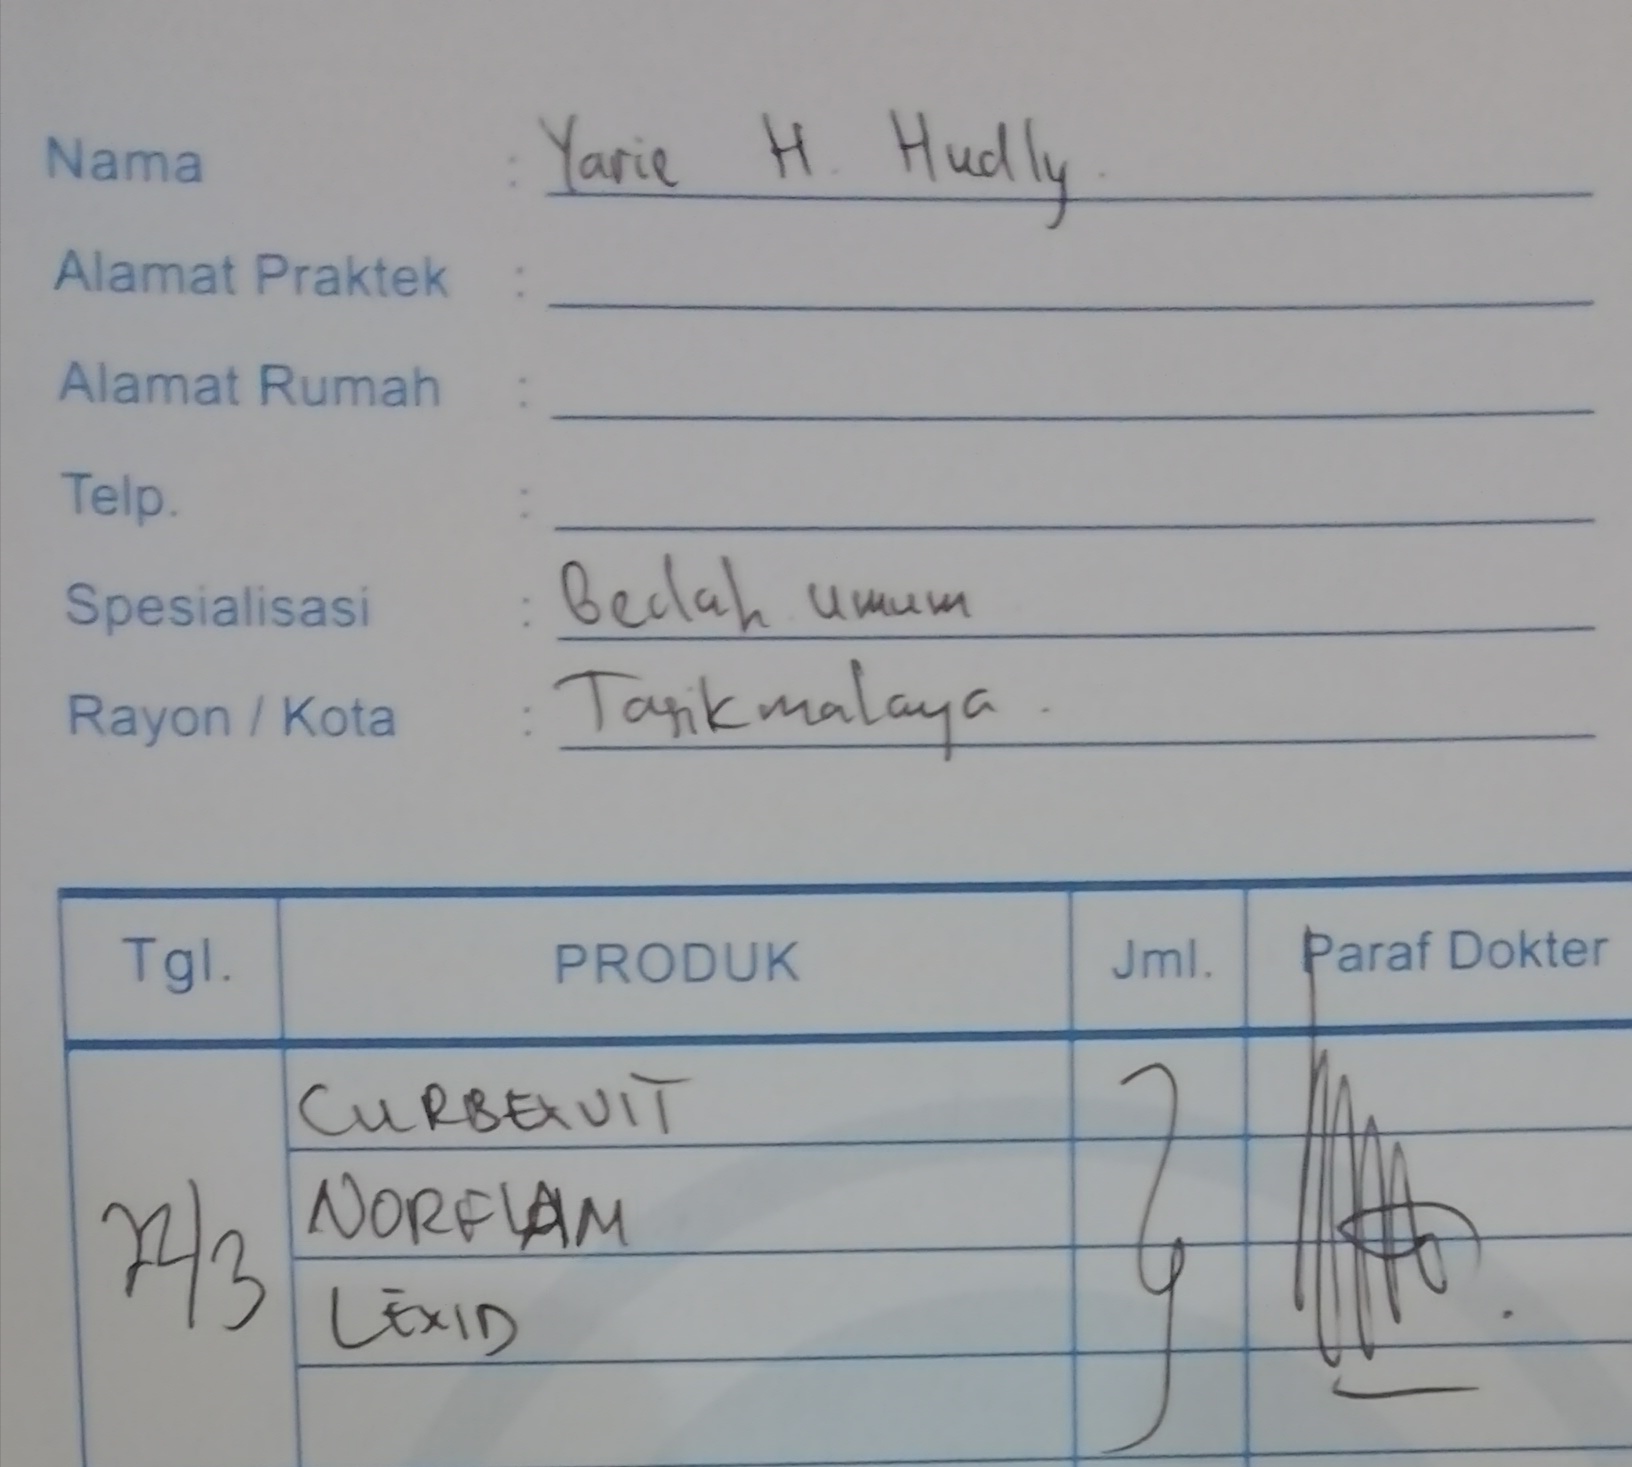 Nama : Yarie H. Hudly
Alamat Praktek :
Alamat Rumah :
Telp. :
Spesialisasi : Bedah umum
Rayon / Kota : Tasikmalaya.
Tgl. PRODUK Jml. Paraf Dokter
CURBEXVIT
22/3 NORFLAM
LEXID